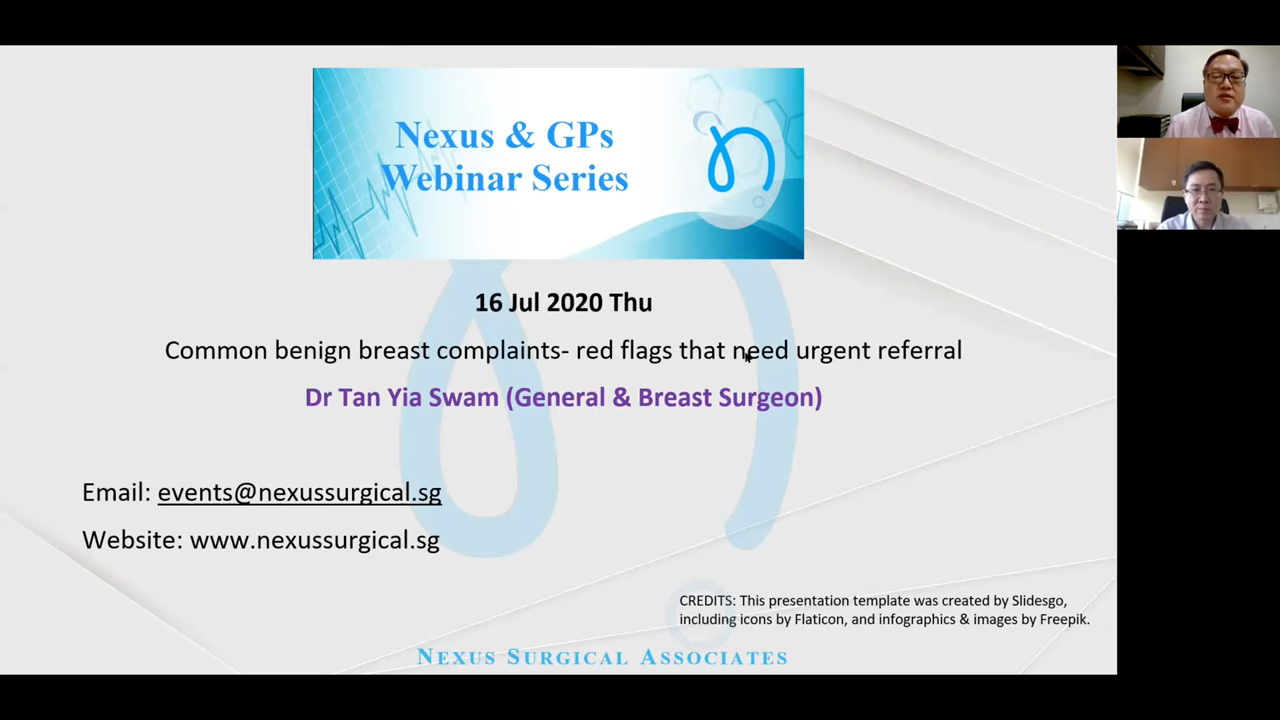 Nexus & GPs
Webinar Series
16 Jul 2020 Thu
Common benign breast complaints- red flags that need urgent referral
Dr Tan Yia Swam (General & Breast Surgeon)
Email: events@nexussurgical.sg
Website: www.nexussurgical.sg
CREDITS: This presentation template was created by Slidesgo,
including icons by Flaticon, and infographics & images by Freepik.
NEXUS SURGICAL ASSOCIATES